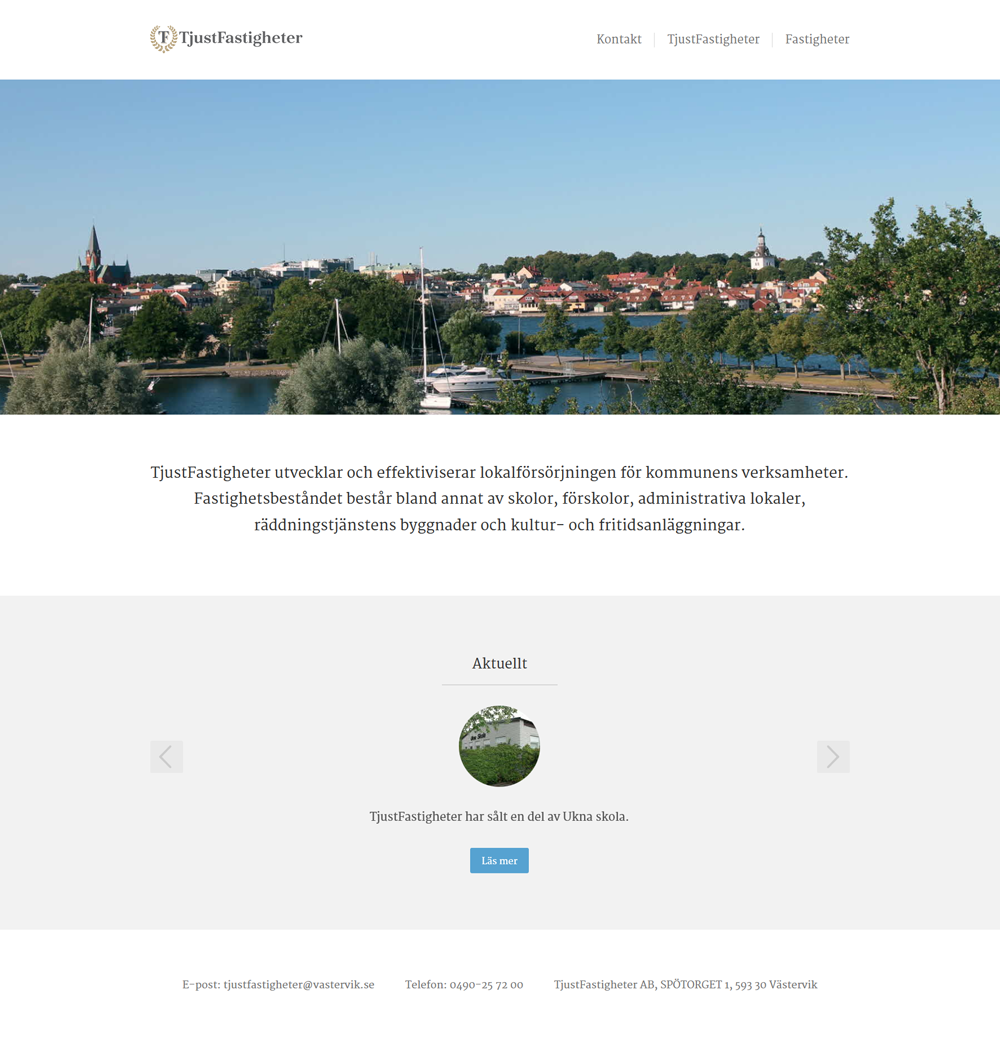 TF TjustFastigheter
Kontakt TjustFastigheter Fastigheter
TjustFastigheter utvecklar och effektiviserar lokalförsörjningen för kommunens verksamheter.
Fastighetsbeståndet består bland annat av skolor, förskolor, administrativa lokaler,
räddningstjänstens byggnader och kultur- och fritidsanläggningar.
Aktuellt
TjustFastigheter har sålt en del av Ukna skola.
Läs mer
E-post: tjustfastigheter@vastervik.se Telefon: 0490-25 72 00 TjustFastigheter AB, SPÖTORGET 1, 593 30 Västervik